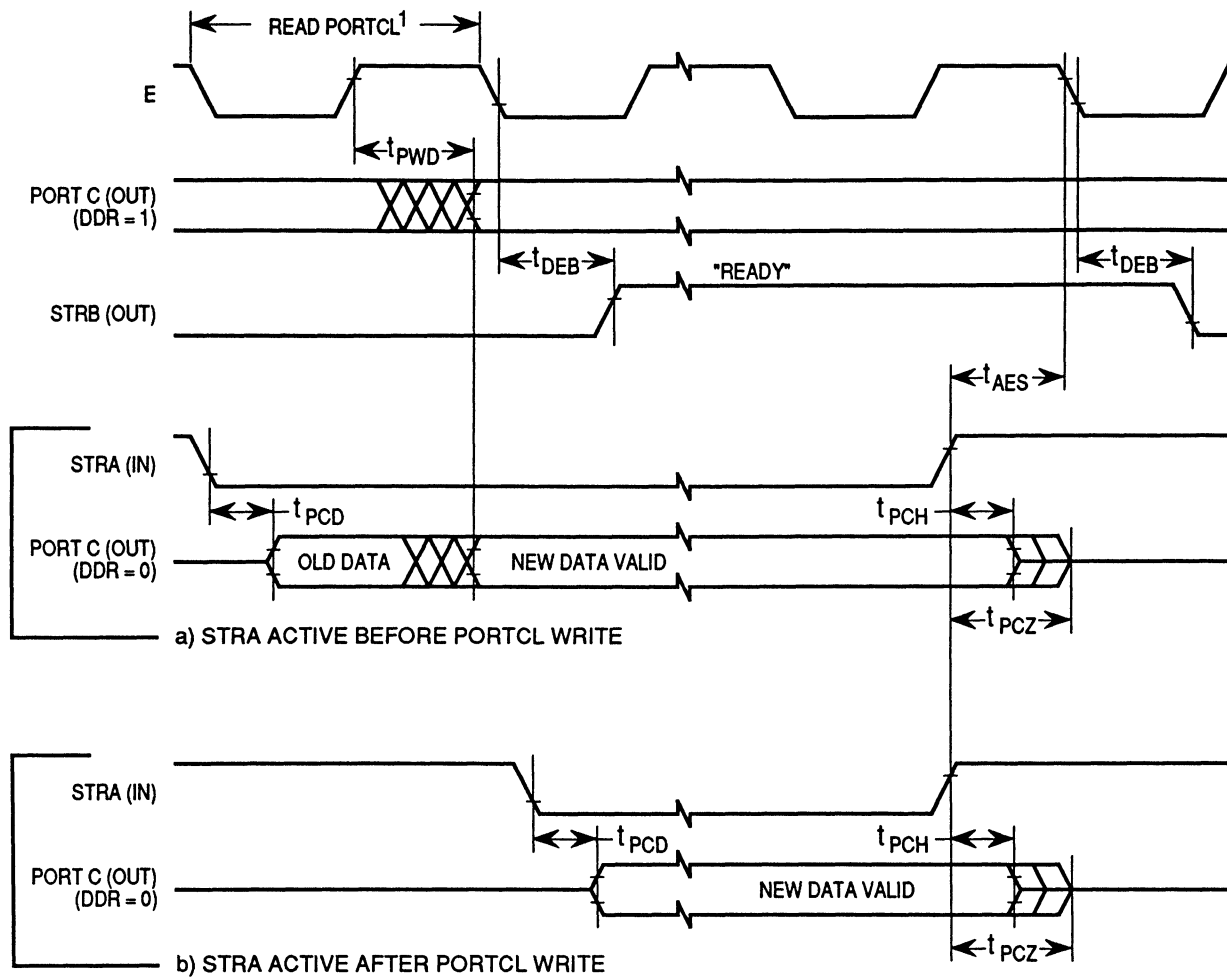 READ PORTCL1
E
tPWD
PORT C (OUT)
(DDR = 1)
tDEB
"READY"
tDEB
STRB (OUT)
tAES
STRA (IN)
tPCD
tPCH
PORT C (OUT)
(DDR = 0)
OLD DATA
NEW DATA VALID
tPCZ
a) STRA ACTIVE BEFORE PORTCL WRITE
STRA (IN)
tPCD
tPCH
PORT C (OUT)
(DDR = 0)
NEW DATA VALID
tPCZ
b) STRA ACTIVE AFTER PORTCL WRITE